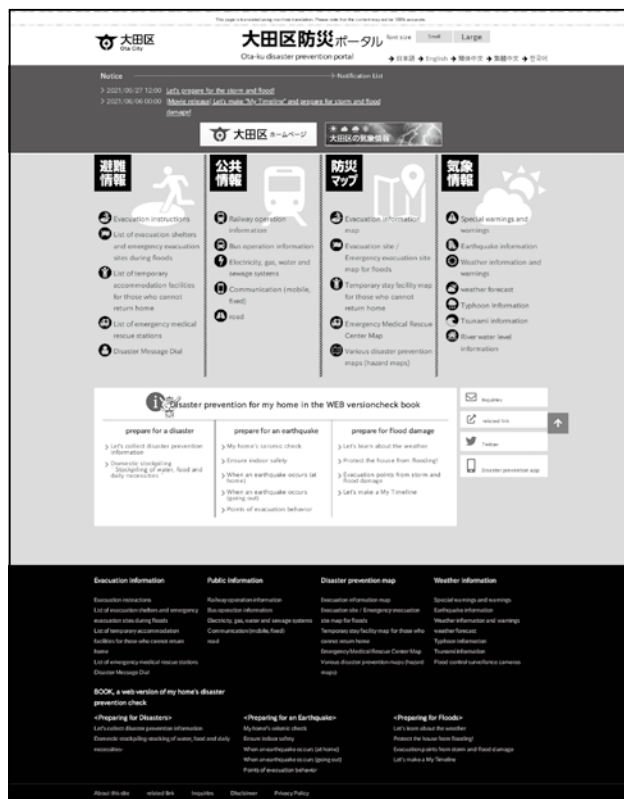 This page is translated using machine translation. Please note that the content may not be 100% accurate.
大田区
Ota City
大田区防災ポータル
Ota-ku disaster prevention portal
font size
Small
Large
日本語
English
簡体中文
繁體中文
한국어
Notice
Notification List
2021/06/27 12:00 Let's prepare for the storm and flood!
2021/06/06 00:00 [Movie release] Let's make "My Timeline" and prepare for storm and flood
damage!
大田区 ホームページ
大田区の気象情報
避難
情報
Evacuation instructions
List of evacuation shelters
and emergency evacuation
sites during floods
List of temporary
accommodation facilities
for those who cannot
return home
List of emergency medical
rescue stations
Disaster Message Dial
公共
情報
Railway operation
information
Bus operation information
Electricity, gas, water and
sewage systems
Communication (mobile,
fixed)
road
防災
マップ
Evacuation information
map
Evacuation site /
Emergency evacuation site
map for floods
Temporary stay facility map
for those who cannot
return home
Emergency Medical Rescue
Center Map
Various disaster prevention
maps (hazard maps)
気象
情報
Special warnings and
warnings
Earthquake information
Weather information and
warnings
weather forecast
Typhoon information
Tsunami information
River water level
information
Disaster prevention for my home in the WEB versioncheck book
prepare for a disaster
Let's collect disaster prevention
information
Domestic stockpiling
Stockpiling of water, food and
daily necessities
prepare for an earthquake
My home's seismic check
Ensure indoor safety
When an earthquake occurs (at
home)
When an earthquake occurs
(going out)
Points of evacuation behavior
prepare for flood damage
Let's learn about the weather
Protect the house from flooding!
Evacuation points from storm and
flood damage
Let's make a My Timeline
Inquiries
related link
Twitter
Disaster prevention app
Evacuation information
Evacuation instructions
List of evacuation shelters and emergency
evacuation sites during floods
List of temporary accommodation
facilities for those who cannot return
home
List of emergency medical rescue stations
Disaster Message Dial
Public Information
Railway operation information
Bus operation information
Electricity, gas, water and sewage systems
Communication (mobile, fixed)
road
Disaster prevention map
Evacuation information map
Evacuation site / Emergency evacuation
site map for floods
Temporary stay facility map for those who
cannot return home
Emergency Medical Rescue Center Map
Various disaster prevention maps (hazard
maps)
Weather information
Special warnings and warnings
Earthquake information
Weather information and warnings
weather forecast
Typhoon information
Tsunami information
Flood control surveillance cameras
BOOK, a web version of my home's disaster
prevention check
<Preparing for Disasters>
Let's collect disaster prevention information
Domestic stockpiling stocking of water, food and daily
necessities·
<Preparing for an Earthquake>
My home's seismic check
Ensure indoor safety
When an earthquake occurs (at home)
When an earthquake occurs (going out)
Points of evacuation behavior
<Preparing for Floods>
Let's learn about the weather
Protect the house from flooding!
Evacuation points from storm and flood damage
Let's make a My Timeline
About this site
related link
Inquiries
Disclaimer
Privacy Policy